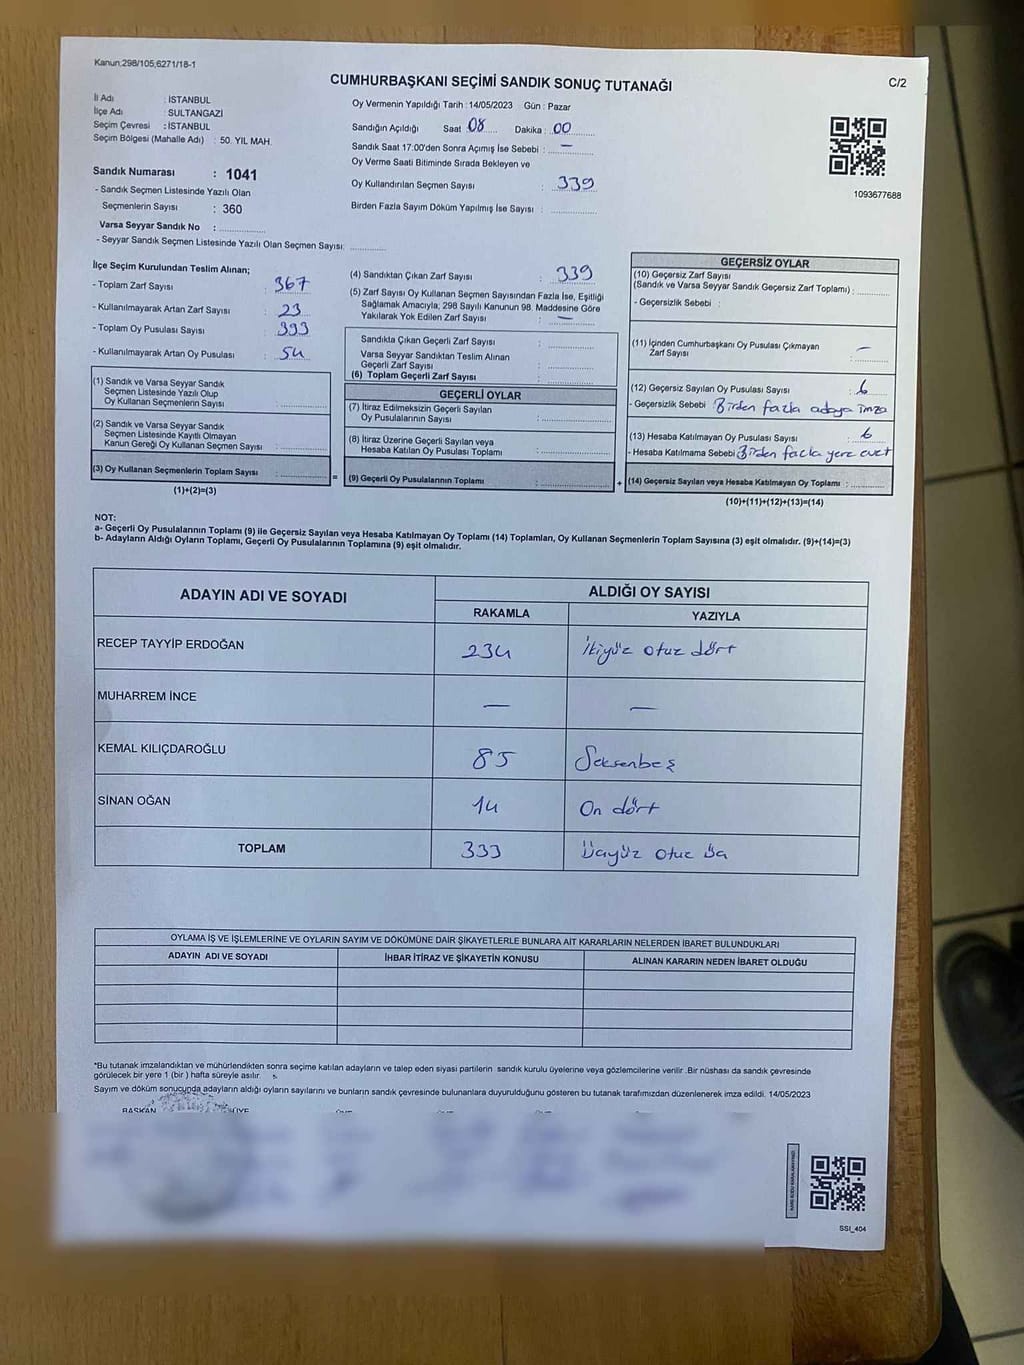 Kanun:298/105;6271/18-1
CUMHURBAŞKANI SEÇİMİ SANDIK SONUÇ TUTANAĞI
C/2
İl Adı : İSTANBUL
İlçe Adı : SULTANGAZİ
Seçim Çevresi : İSTANBUL
Seçim Bölgesi (Mahalle Adı) : 50. YIL MAH.
Oy Vermenin Yapıldığı Tarih :14/05/2023 Gün : Pazar
Sandığın Açıldığı Saat 08 Dakika : 00
Sandık Saat 17:00'den Sonra Açımış İse Sebebi : —
Oy Verme Saati Bitiminde Sırada Bekleyen ve
Oy Kullandırılan Seçmen Sayısı : 339
Birden Fazla Sayım Döküm Yapılmış İse Sayısı :
1093677688
Sandık Numarası : 1041
- Sandık Seçmen Listesinde Yazılı Olan
Seçmenlerin Sayısı : 360
Varsa Seyyar Sandık No :
- Seyyar Sandık Seçmen Listesinde Yazılı Olan Seçmen Sayısı:
İlçe Seçim Kurulundan Teslim Alınan;
- Toplam Zarf Sayısı : 367
- Kullanılmayarak Artan Zarf Sayısı : 23
- Toplam Oy Pusulası Sayısı : 393
- Kullanılmayarak Artan Oy Pusulası : 54
(1) Sandık ve Varsa Seyyar Sandık
Seçmen Listesinde Yazılı Olup
Oy Kullanan Seçmenlerin Sayısı :
(2) Sandık ve Varsa Seyyar Sandık
Seçmen Listesinde Kayıtlı Olmayan
Kanun Gereği Oy Kullanan Seçmen Sayısı :
(3) Oy Kullanan Seçmenlerin Toplam Sayısı :
(1)+(2)=(3)
(4) Sandıktan Çıkan Zarf Sayısı : 339
(5) Zarf Sayısı Oy Kullanan Seçmen Sayısından Fazla İse, Eşitliği
Sağlamak Amacıyla; 298 Sayılı Kanunun 98. Maddesine Göre
Yakılarak Yok Edilen Zarf Sayısı : —
Sandıkta Çıkan Geçerli Zarf Sayısı :
Varsa Seyyar Sandıktan Teslim Alınan
Geçerli Zarf Sayısı :
(6) Toplam Geçerli Zarf Sayısı :
GEÇERLİ OYLAR
(7) İtiraz Edilmeksizin Geçerli Sayılan
Oy Pusulalarının Sayısı :
(8) İtiraz Üzerine Geçerli Sayılan veya
Hesaba Katılan Oy Pusulası Toplamı :
= (9) Geçerli Oy Pusulalarının Toplamı :
GEÇERSİZ OYLAR
(10) Geçersiz Zarf Sayısı
(Sandık ve Varsa Seyyar Sandık Geçersiz Zarf Toplamı) :
- Geçersizlik Sebebi :
(11) İçinden Cumhurbaşkanı Oy Pusulası Çıkmayan
Zarf Sayısı : —
(12) Geçersiz Sayılan Oy Pusulası Sayısı : 6
- Geçersizlik Sebebi Birden fazla adaya imza
(13) Hesaba Katılmayan Oy Pusulası Sayısı : 6
- Hesaba Katılmama Sebebi Birden fazla yere evet
+ (14) Geçersiz Sayılan veya Hesaba Katılmayan Oy Toplamı :
(10)+(11)+(12)+(13)=(14)
NOT:
a- Geçerli Oy Pusulalarının Toplamı (9) ile Geçersiz Sayılan veya Hesaba Katılmayan Oy Toplamı (14) Toplamları, Oy Kullanan Seçmenlerin Toplam Sayısına (3) eşit olmalıdır. (9)+(14)=(3)
b- Adayların Aldığı Oyların Toplamı, Geçerli Oy Pusulalarının Toplamına (9) eşit olmalıdır.
ADAYIN ADI VE SOYADI
ALDIĞI OY SAYISI
RAKAMLA YAZIYLA
RECEP TAYYİP ERDOĞAN 234 İkiyüz otuz dört
MUHARREM İNCE — —
KEMAL KILIÇDAROĞLU 85 Seksenbeş
SİNAN OĞAN 14 On dört
TOPLAM 333 Üçyüz otuz üç
OYLAMA İŞ VE İŞLEMLERİNE VE OYLARIN SAYIM VE DÖKÜMÜNE DAİR ŞİKAYETLERLE BUNLARA AİT KARARLARIN NELERDEN İBARET BULUNDUKLARI
ADAYIN ADI VE SOYADI İHBAR İTİRAZ VE ŞİKAYETİN KONUSU ALINAN KARARIN NEDEN İBARET OLDUĞU
*Bu tutanak imzalandıktan ve mühürlendikten sonra seçime katılan adayların ve talep eden siyasi partilerin sandık kurulu üyelerine veya gözlemcilerine verilir .Bir nüshası da sandık çevresinde
görülecek bir yere 1 (bir ) hafta süreyle asılır.
Sayım ve döküm sonucunda adayların aldığı oyların sayılarını ve bunların sandık çevresinde bulunanlara duyurulduğunu gösteren bu tutanak tarafımızdan düzenlenerek imza edildi. 14/05/2023
BAŞKAN
SSI_404